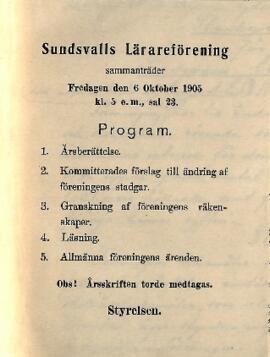 Sundsvalls Lärareförening
sammanträder
Fredagen den 6 Oktober 1905
kl. 5 e. m., sal 23.
Program.
1. Årsberättelse.
2. Kommitterades förslag till ändring af
föreningens stadgar.
3. Granskning af föreningens räken-
skaper.
4. Läsning.
5. Allmänna föreningens ärenden.
Obs! Årsskriften torde medtagas.
Styrelsen.